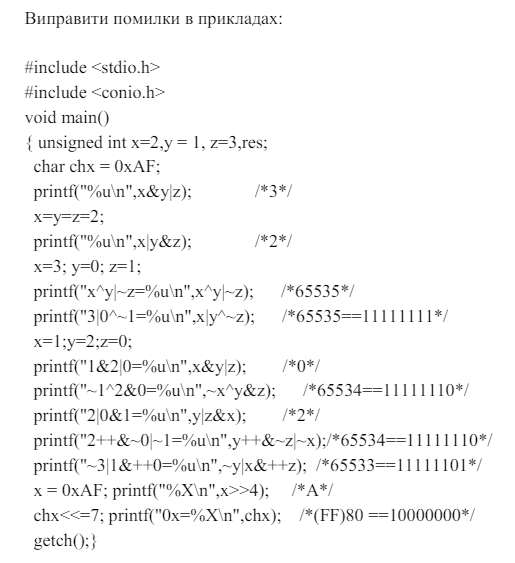 Виправити помилки в прикладах:
#include <stdio.h>
#include <conio.h>
void main()
{ unsigned int x=2,y = 1, z=3,res;
char chx = 0xAF;
printf("%u\n",x&y|z); /*3*/
x=y=z=2;
printf("%u\n",x|y&z); /*2*/
x=3; y=0; z=1;
printf("x^y|~z=%u\n",x^y|~z); /*65535*/
printf("3|0^~1=%u\n",x|y^~z); /*65535==11111111*/
x=1;y=2;z=0;
printf("1&2|0=%u\n",x&y|z); /*0*/
printf("~1^2&0=%u\n",~x^y&z); /*65534==11111110*/
printf("2|0&1=%u\n",y|z&x); /*2*/
printf("2++&~0|~1=%u\n",y++&~z|~x);/*65534==11111110*/
printf("~3|1&++0=%u\n",~y|x&++z); /*65533==11111101*/
x = 0xAF; printf("%X\n",x>>4); /*A*/
chx<<=7; printf("0x=%X\n",chx); /*(FF)80 ==10000000*/
getch();}